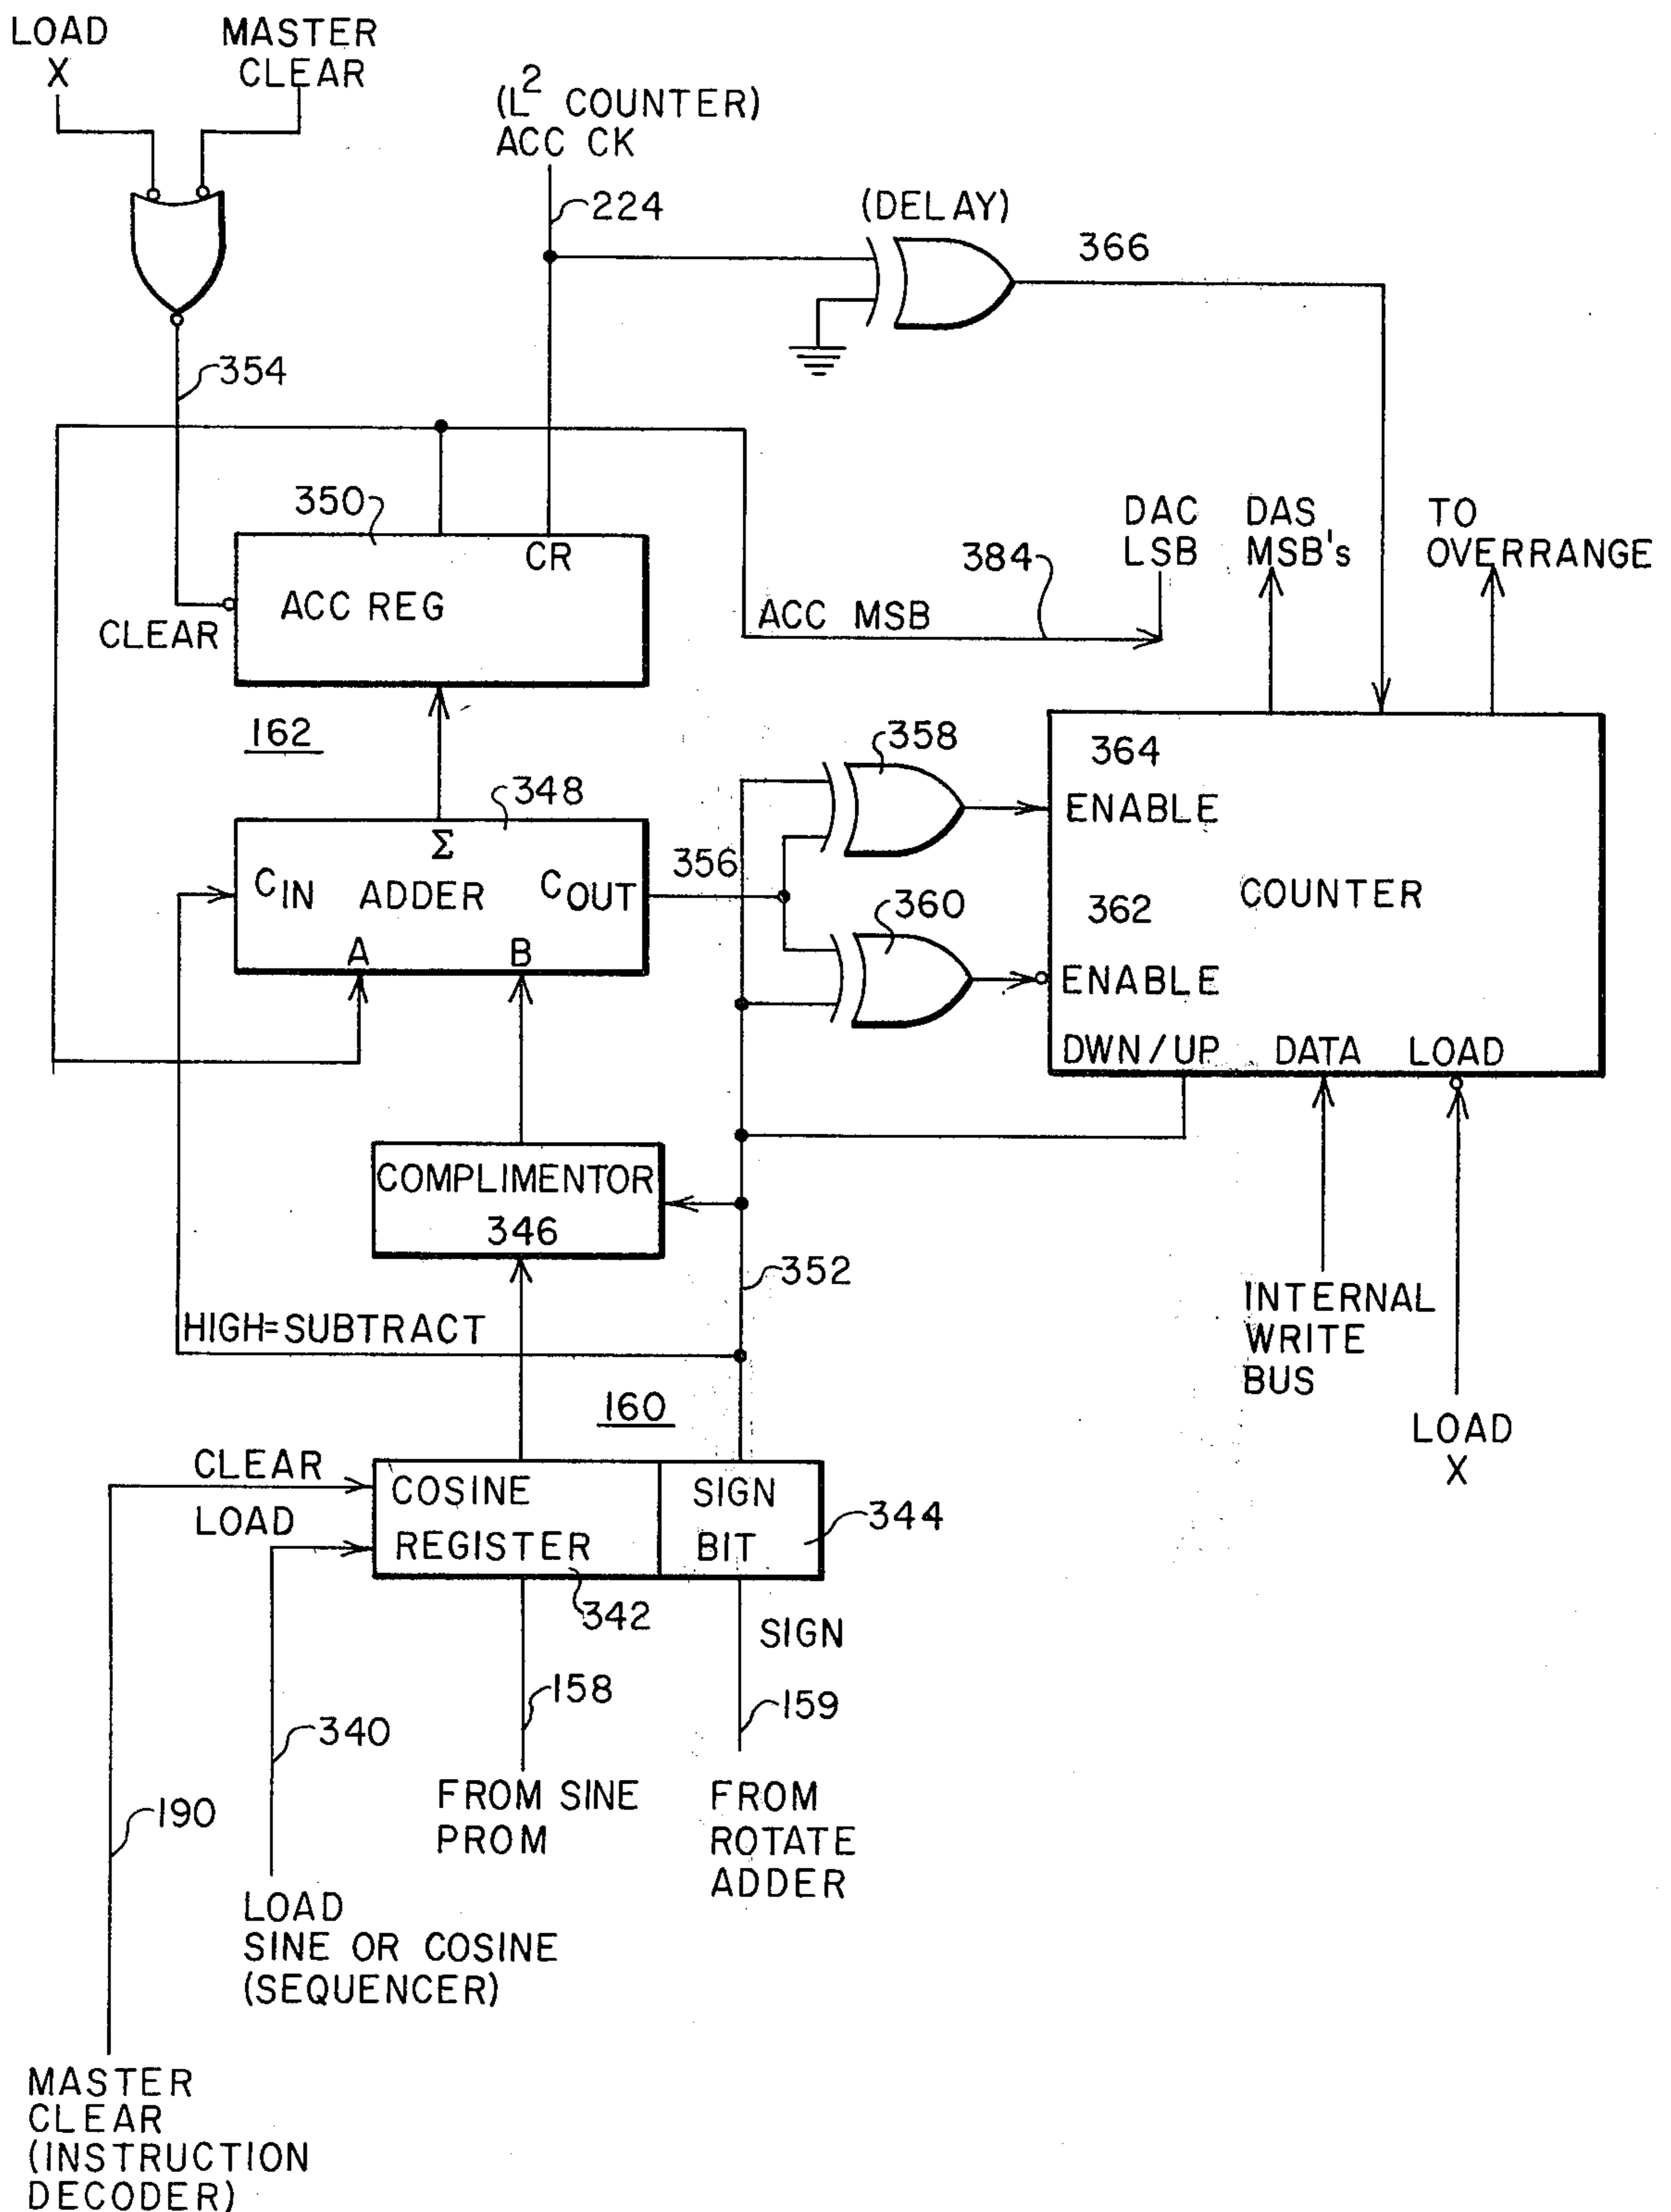 LOAD
X
MASTER
CLEAR
(L² COUNTER)
ACC CK
224
(DELAY)
366
354
350
CR
ACC REG
CLEAR
ACC MSB
384
DAC
LSB
DAS
MSB's
TO
OVERRANGE
162
348
Σ
CIN
ADDER
COUT
A
B
356
358
360
364
ENABLE
COUNTER
362
ENABLE
DWN/UP
DATA
LOAD
COMPLIMENTOR
346
352
HIGH=SUBTRACT
INTERNAL
WRITE
BUS
LOAD
X
160
CLEAR
LOAD
COSINE
REGISTER
SIGN
BIT
344
342
SIGN
158
159
340
190
FROM SINE
PROM
FROM
ROTATE
ADDER
LOAD
SINE OR COSINE
(SEQUENCER)
MASTER
CLEAR
(INSTRUCTION
DECODER)